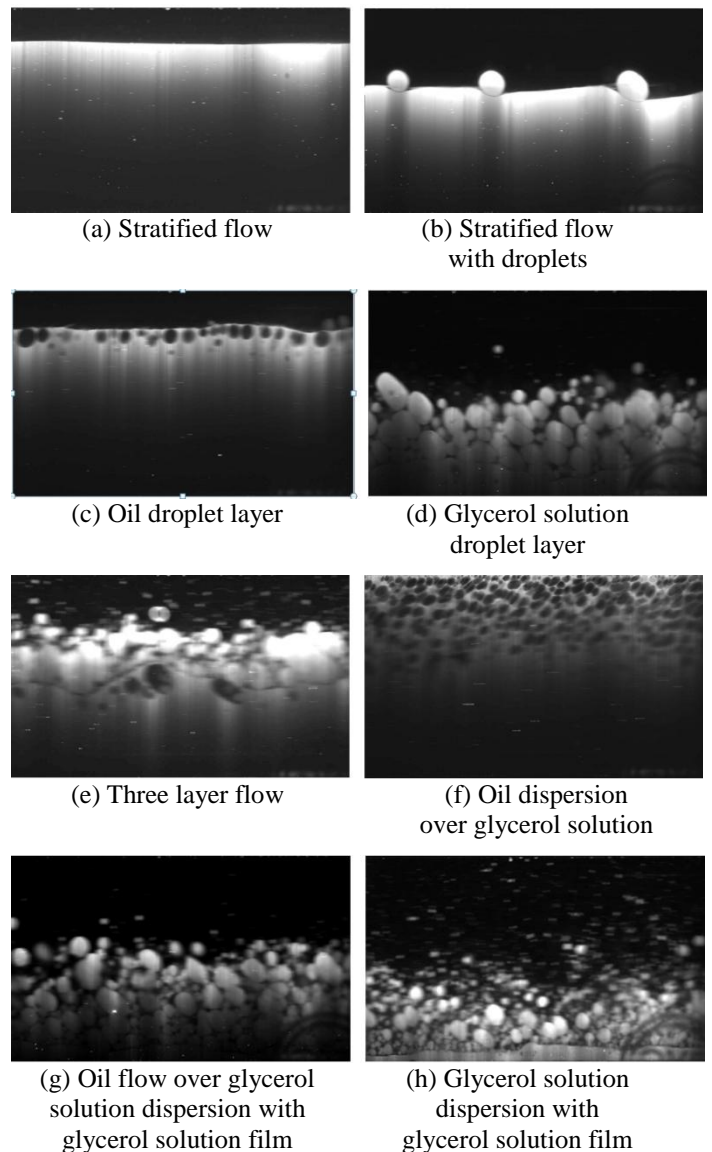 (a) Stratified flow
(b) Stratified flow
with droplets
(c) Oil droplet layer
(d) Glycerol solution
droplet layer
(e) Three layer flow
(f) Oil dispersion
over glycerol solution
(g) Oil flow over glycerol
solution dispersion with
glycerol solution film
(h) Glycerol solution
dispersion with
glycerol solution film